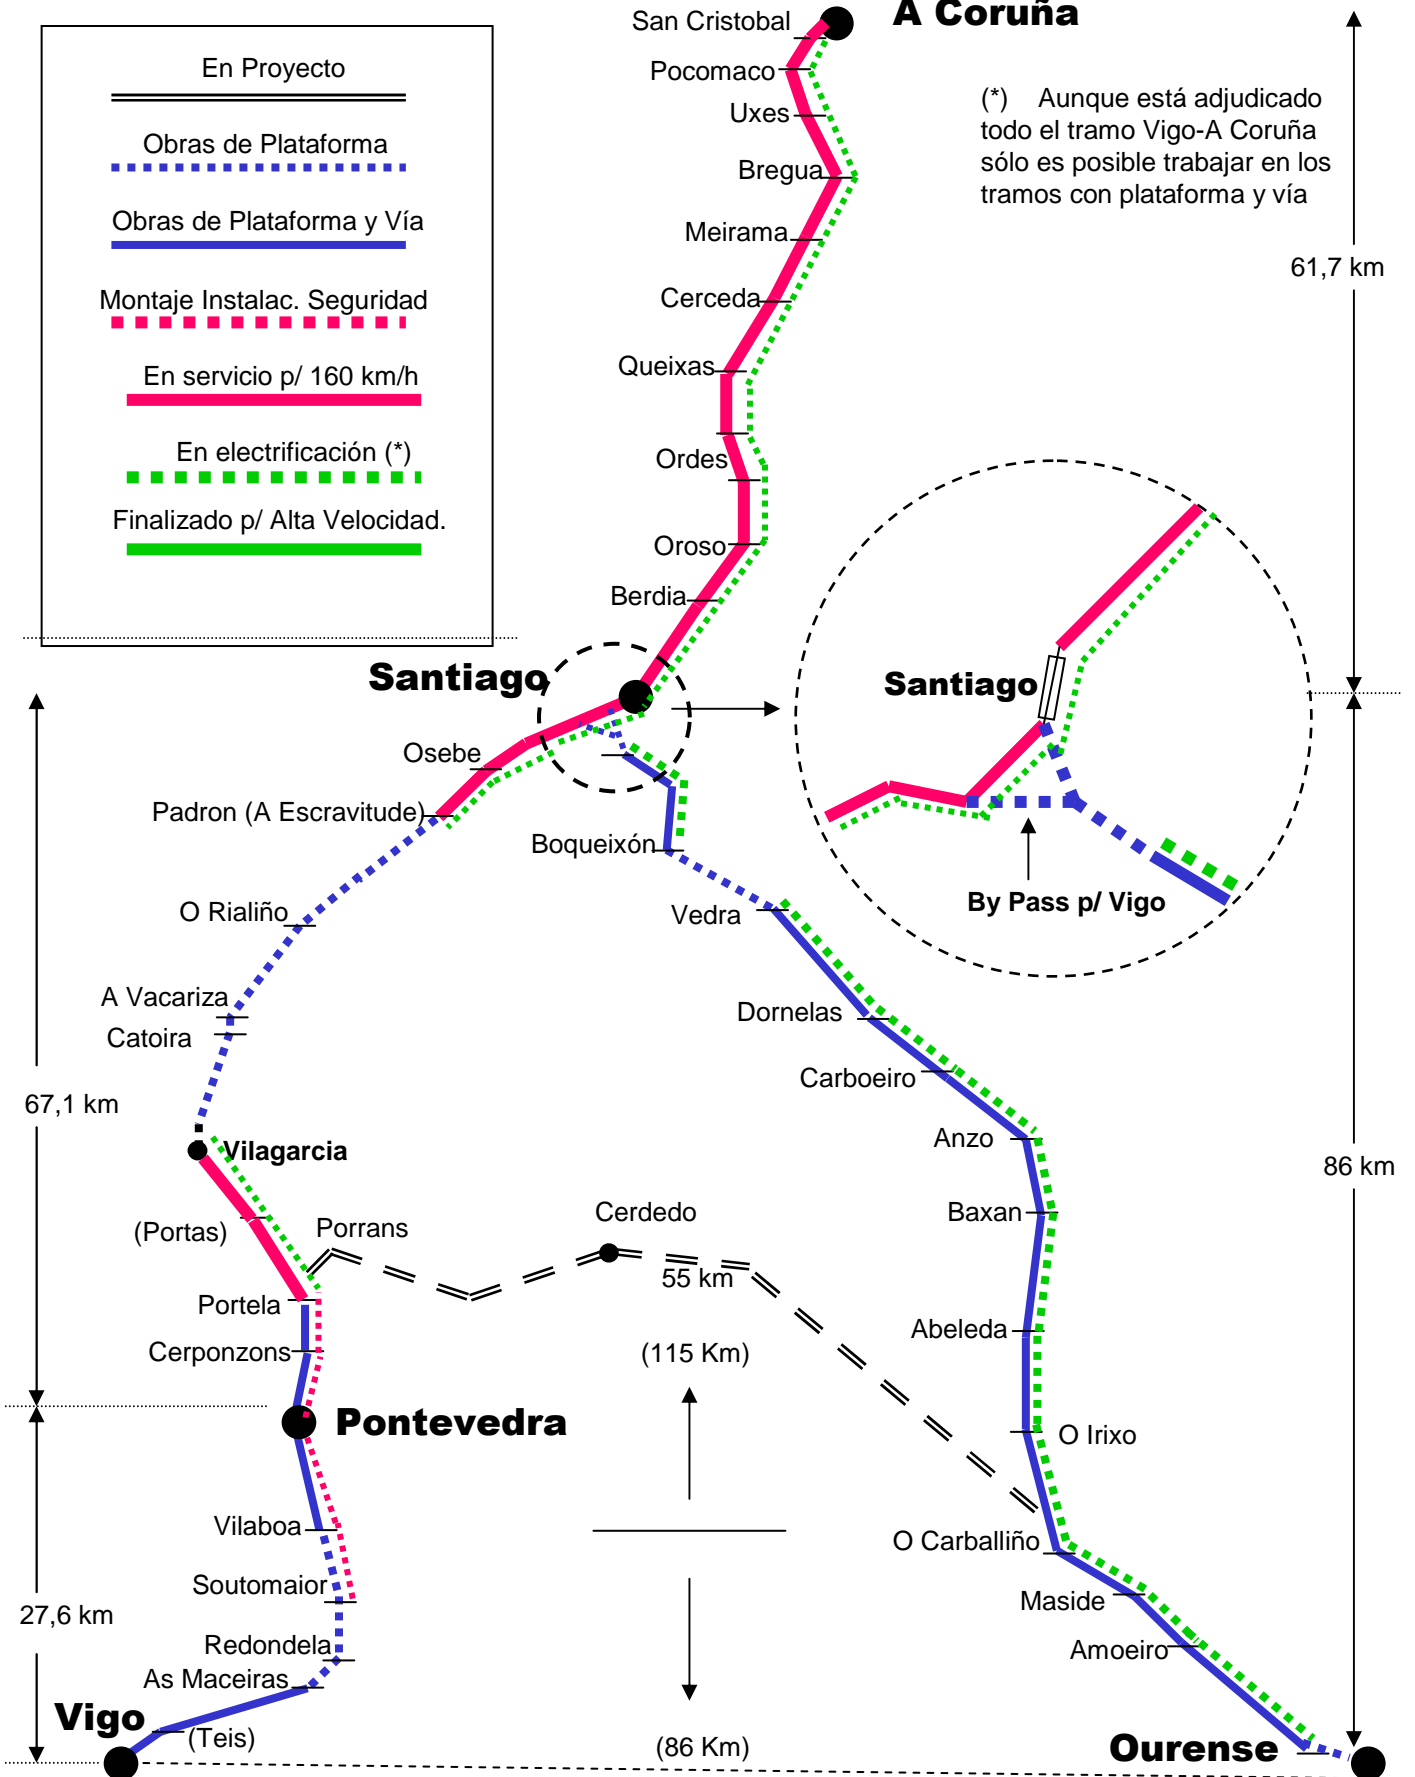 A Coruña
San Cristobal
En Proyecto
Pocomaco
(*) Aunque está adjudicado
todo el tramo Vigo-A Coruña
sólo es posible trabajar en los
tramos con plataforma y vía
Uxes
Obras de Plataforma
Bregua
Obras de Plataforma y Vía
Meirama
61,7 km
Montaje Instalac. Seguridad
Cerceda
En servicio p/ 160 km/h
Queixas
En electrificación (*)
Ordes
Finalizado p/ Alta Velocidad.
Oroso
Berdia
Santiago
Santiago
Osebe
Padron (A Escravitude)
Boqueixón
By Pass p/ Vigo
O Rialiño
Vedra
A Vacariza
Catoira
Dornelas
Carboeiro
67,1 km
Anzo
Vilagarcia
86 km
(Portas)
Porrans
Cerdedo
Baxan
55 km
Portela
Abeleda
Cerponzons
(115 Km)
Pontevedra
O Irixo
Vilaboa
O Carballiño
Soutomaior
Maside
27,6 km
Redondela
Amoeiro
As Maceiras
Vigo
(Teis)
(86 Km)
Ourense